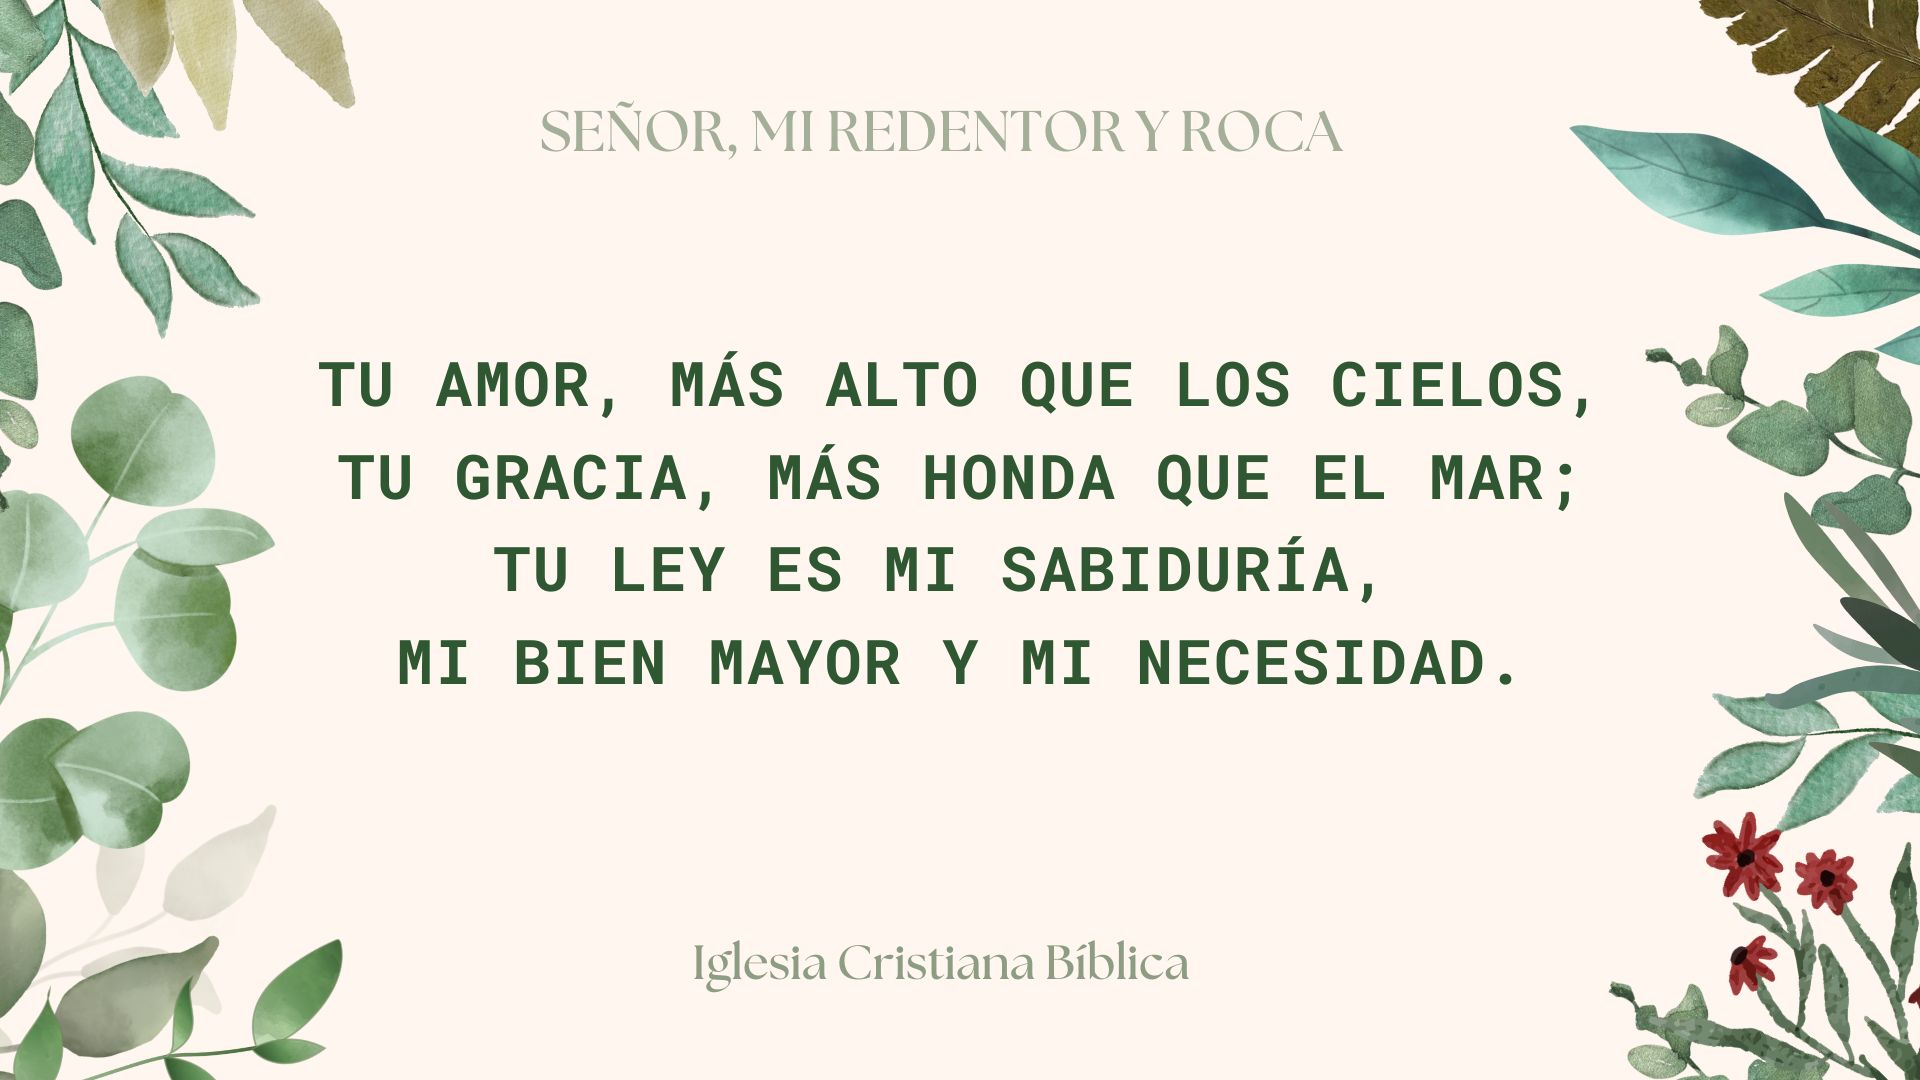 SEÑOR, MI REDENTOR Y ROCA
TU AMOR, MÁS ALTO QUE LOS CIELOS,
TU GRACIA, MÁS HONDA QUE EL MAR;
TU LEY ES MI SABIDURÍA,
MI BIEN MAYOR Y MI NECESIDAD.
Iglesia Cristiana Bíblica